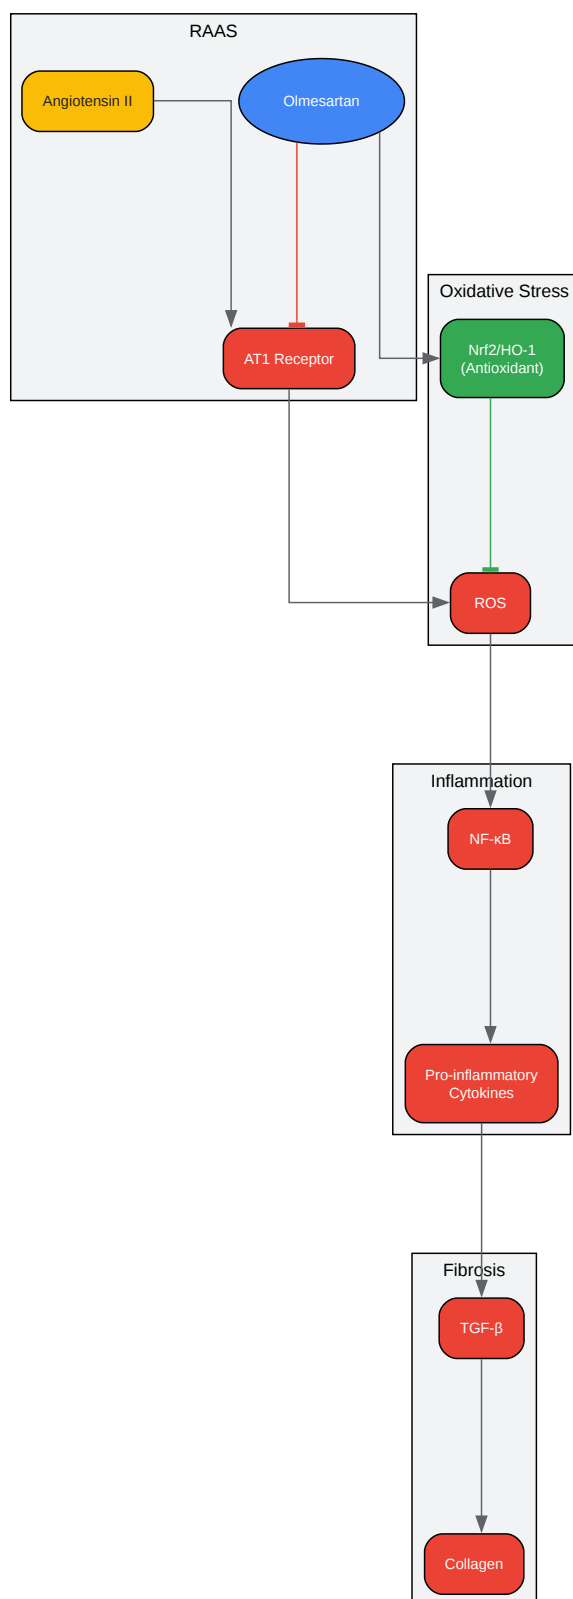 RAAS
Angiotensin II
Olmesartan
AT1 Receptor
Oxidative Stress
Nrf2/HO-1
(Antioxidant)
ROS
Inflammation
NF-κB
Pro-inflammatory
Cytokines
Fibrosis
TGF-β
Collagen